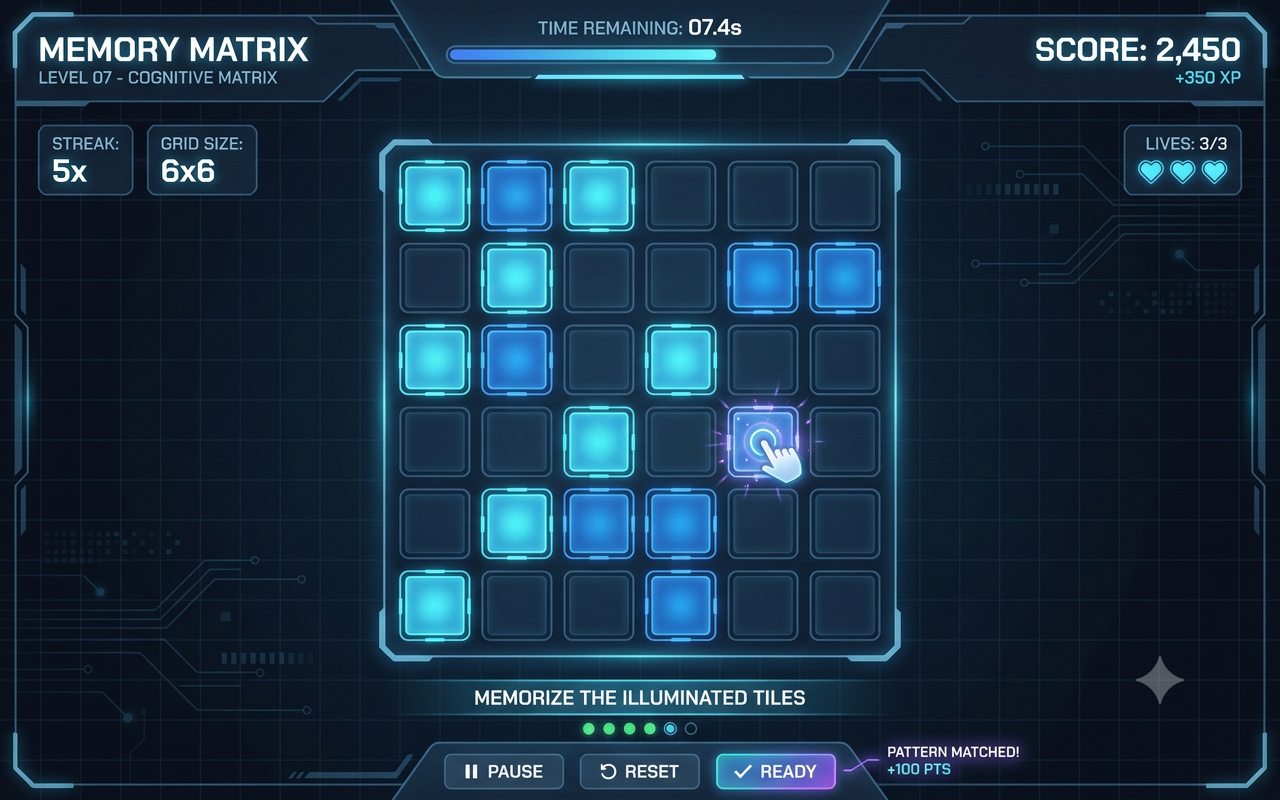 MEMORY MATRIX
LEVEL 07 - COGNITIVE MATRIX
TIME REMAINING: 07.4s
SCORE: 2,450
+350 XP
STREAK:
5x
GRID SIZE:
6x6
LIVES: 3/3
MEMORIZE THE ILLUMINATED TILES
PAUSE
RESET
READY
PATTERN MATCHED!
+100 PTS